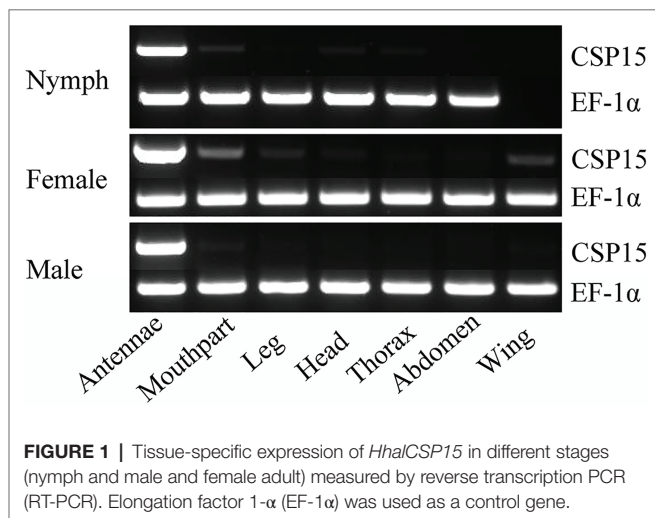 Nymph
CSP15
EF-1α
Female
CSP15
EF-1α
Male
CSP15
EF-1α
Antennae
Mouthpart
Leg
Head
Thorax
Abdomen
Wing
FIGURE 1 | Tissue-specific expression of HhalCSP15 in different stages
(nymph and male and female adult) measured by reverse transcription PCR
(RT-PCR). Elongation factor 1-α (EF-1α) was used as a control gene.